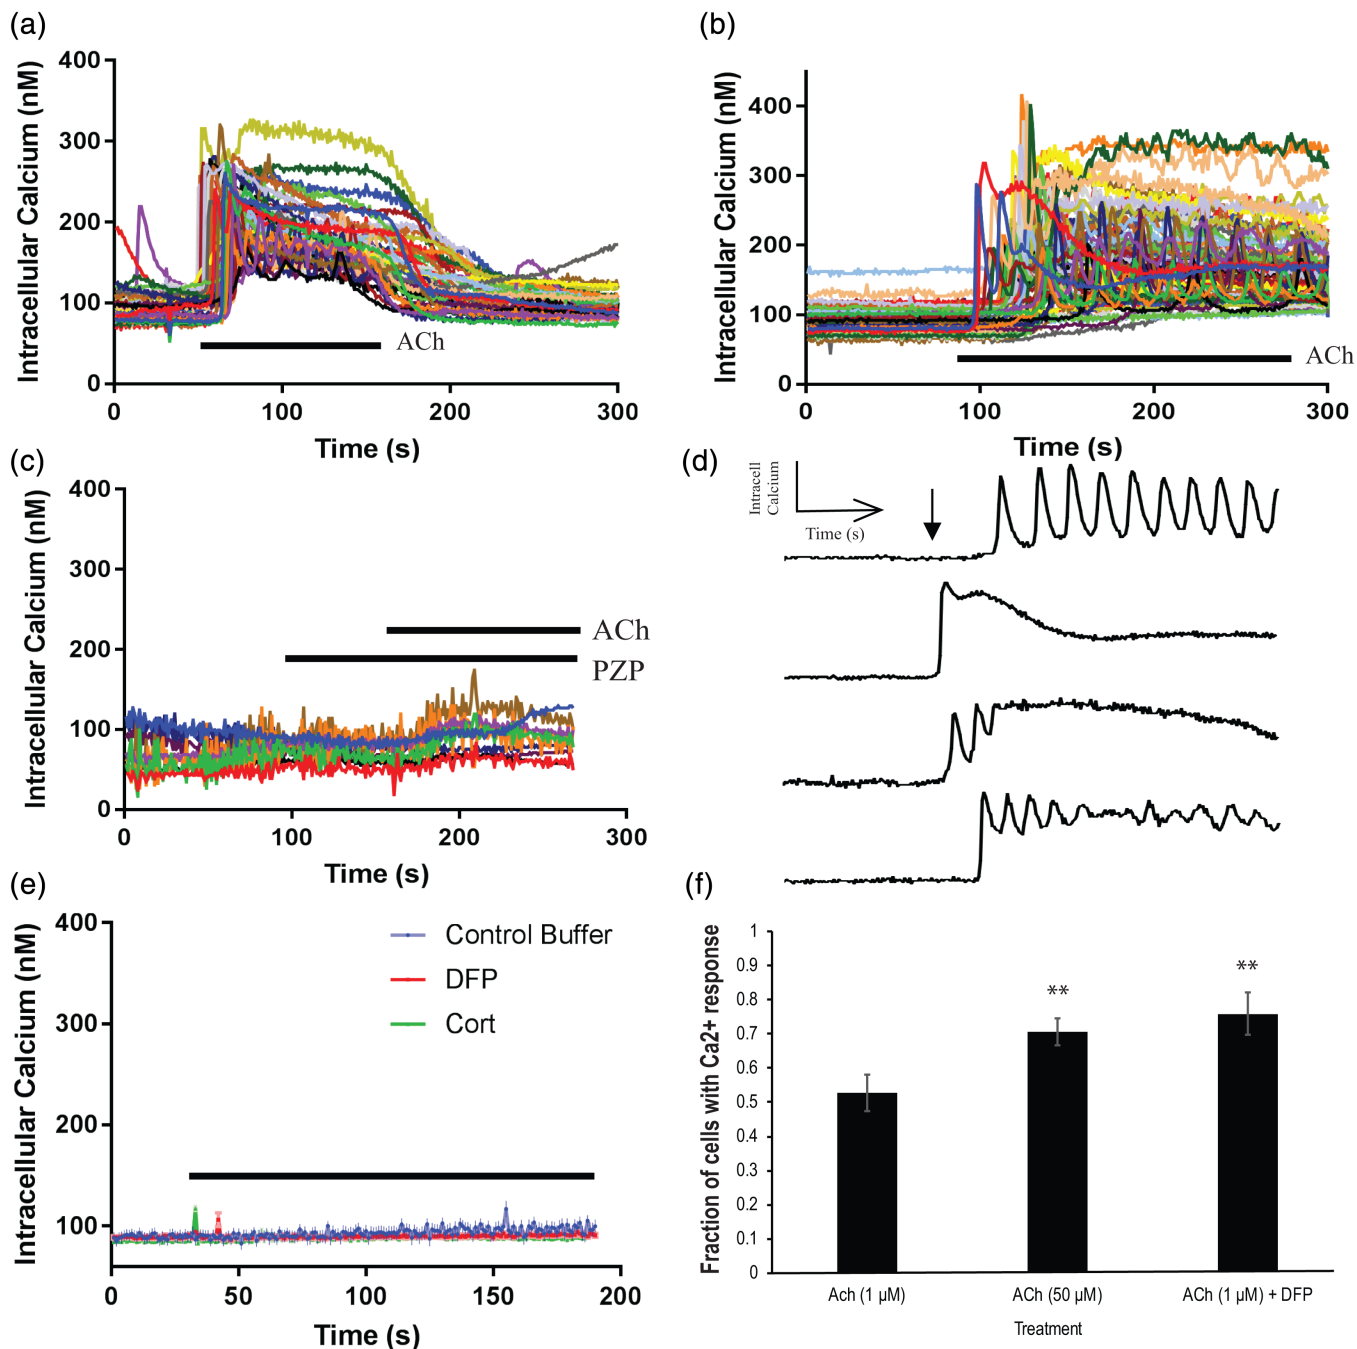 (a)
Intracellular Calcium (nM)
400
300
200
100
0
0
100
200
300
ACh
Time (s)
(b)
Intracellular Calcium (nM)
400
300
200
100
0
0
100
200
300
ACh
Time (s)
(c)
Intracellular Calcium (nM)
400
300
200
100
0
0
100
200
300
ACh
PZP
Time (s)
(d)
Intracell
Calcium
Time (s)
(e)
Intracellular Calcium (nM)
400
300
200
100
0
50
100
150
200
Control Buffer
DFP
Cort
Time (s)
(f)
Fraction of cells with Ca2+ response
1
0.9
0.8
0.7
0.6
0.5
0.4
0.3
0.2
0.1
0
**
**
Ach (1 µM)
ACh (50 µM)
ACh (1 µM) + DFP
Treatment